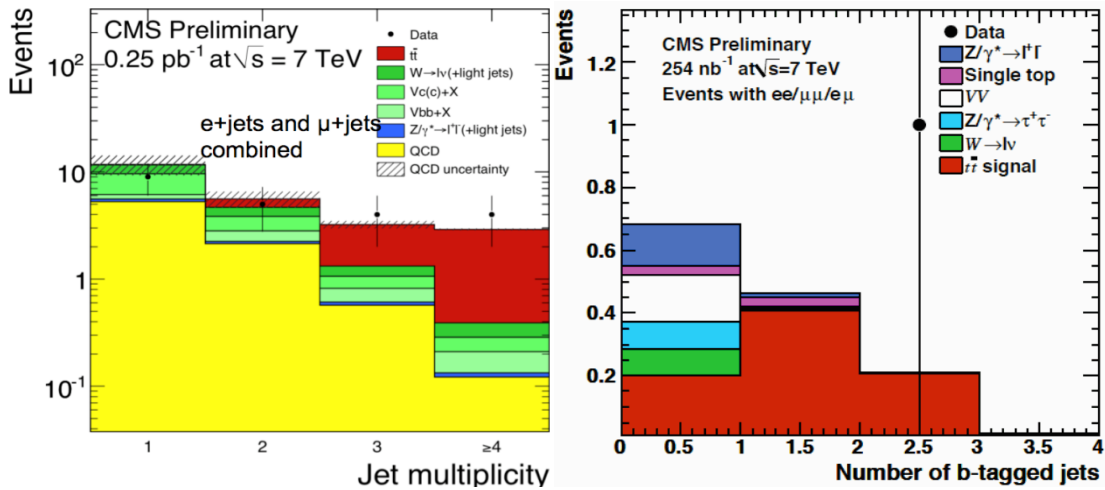 Events
CMS Preliminary
0.25 pb⁻¹ at √s = 7 TeV
Data
tt̄
W→lν(+light jets)
Vc(c)+X
Vbb+X
Z/γ*→l⁺l⁻(+light jets)
QCD
QCD uncertainty
e+jets and μ+jets
combined
10²
10
1
10⁻¹
1 2 3 ≥4
Jet multiplicity
Events
CMS Preliminary
254 nb⁻¹ at √s=7 TeV
Events with ee/μμ/eμ
Data
Z/γ*→l⁺l⁻
Single top
VV
Z/γ*→τ⁺τ⁻
W→lν
tt̄ signal
1.2
1
0.8
0.6
0.4
0.2
0 0.5 1 1.5 2 2.5 3 3.5 4
Number of b-tagged jets